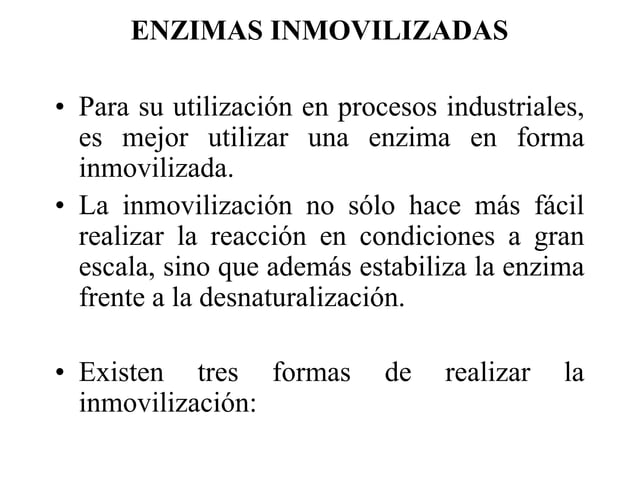 ENZIMAS INMOVILIZADAS
• Para su utilización en procesos industriales,
es mejor utilizar una enzima en forma
inmovilizada.
• La inmovilización no sólo hace más fácil
realizar la reacción en condiciones a gran
escala, sino que además estabiliza la enzima
frente a la desnaturalización.
• Existen tres formas de realizar la
inmovilización: